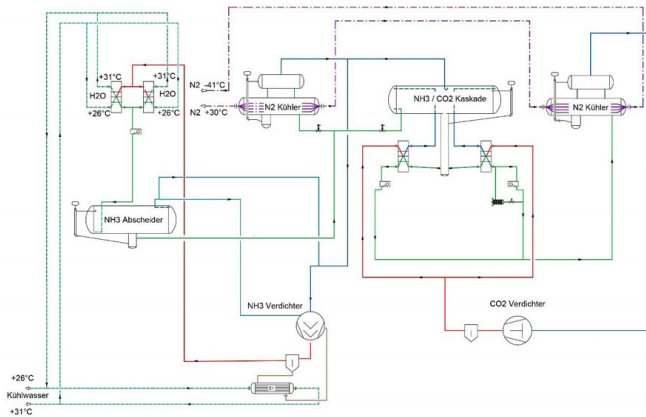 +31°C
+31°C
H2O
H2O
+26°C
+26°C
N2 -41°C
N2 +30°C
N2 Kühler
NH3 / CO2 Kaskade
N2 Kühler
NH3 Abscheider
NH3 Verdichter
CO2 Verdichter
+26°C
Kühlwasser
+31°C